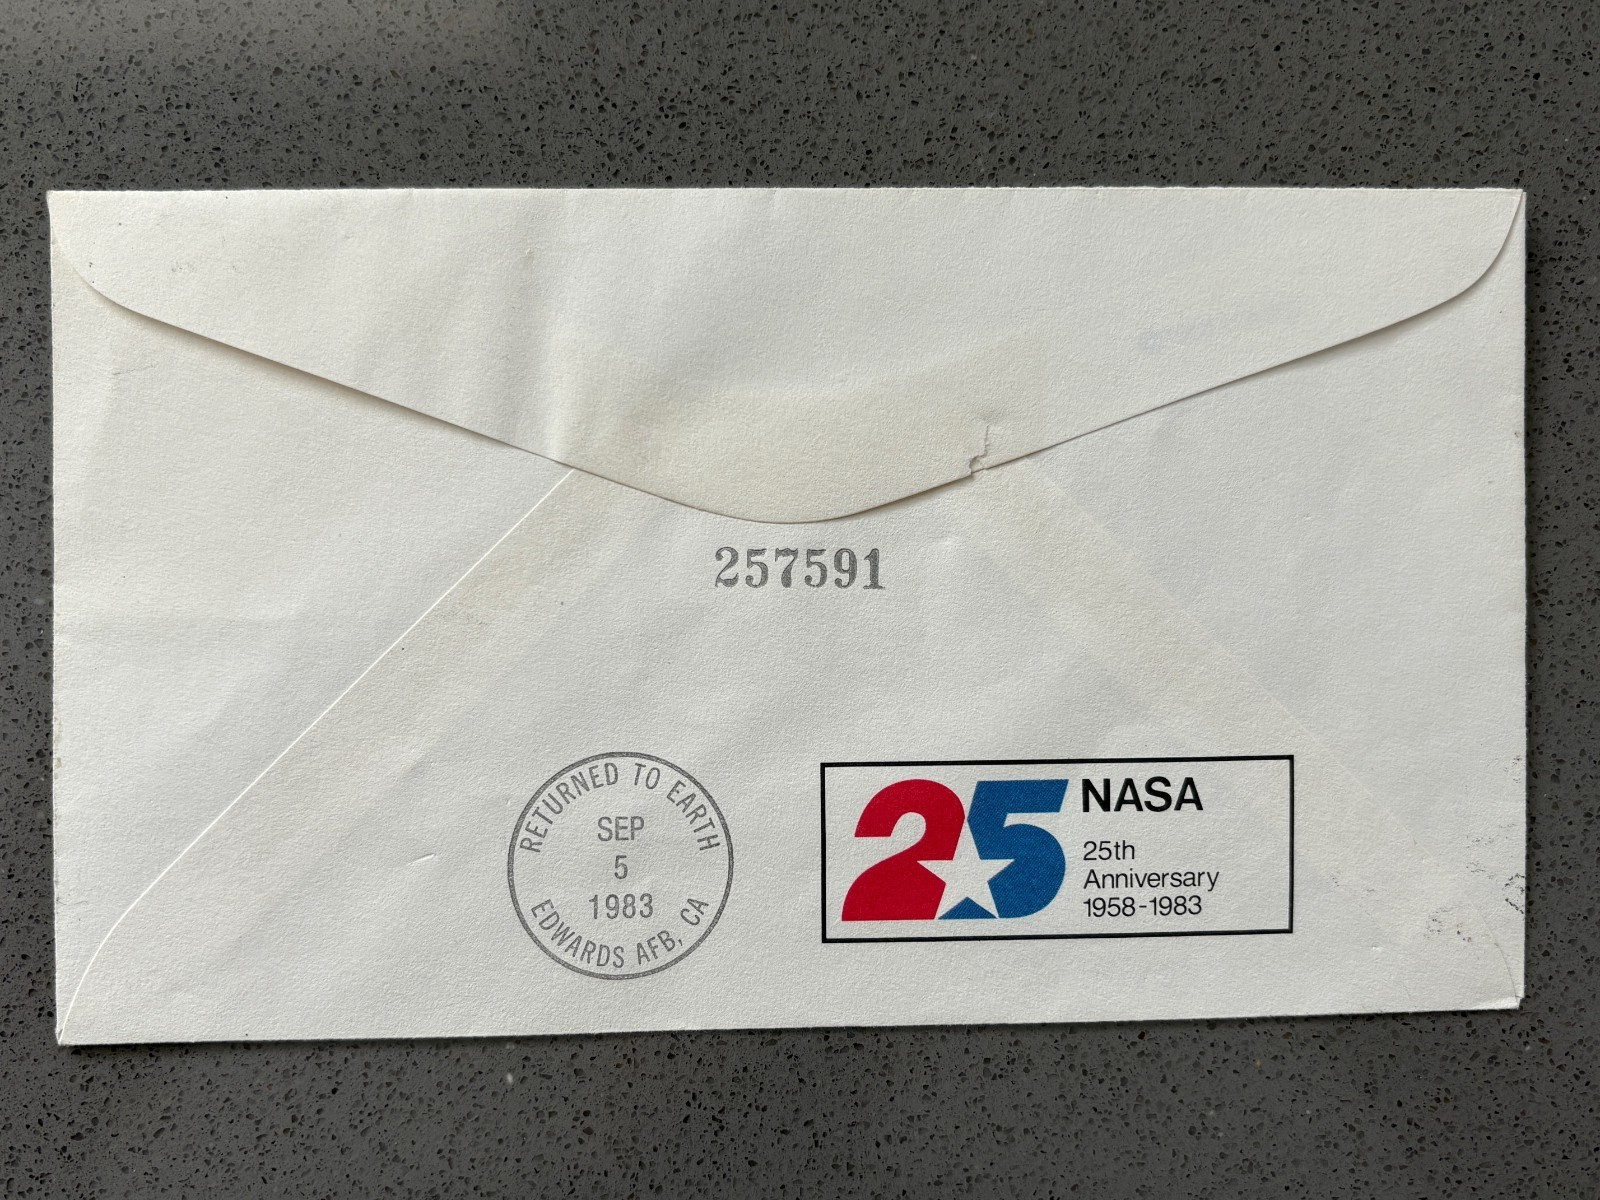 257591
RETURNED TO EARTH
SEP
5
1983
EDWARDS AFB, CA
25 NASA
25th
Anniversary
1958-1983